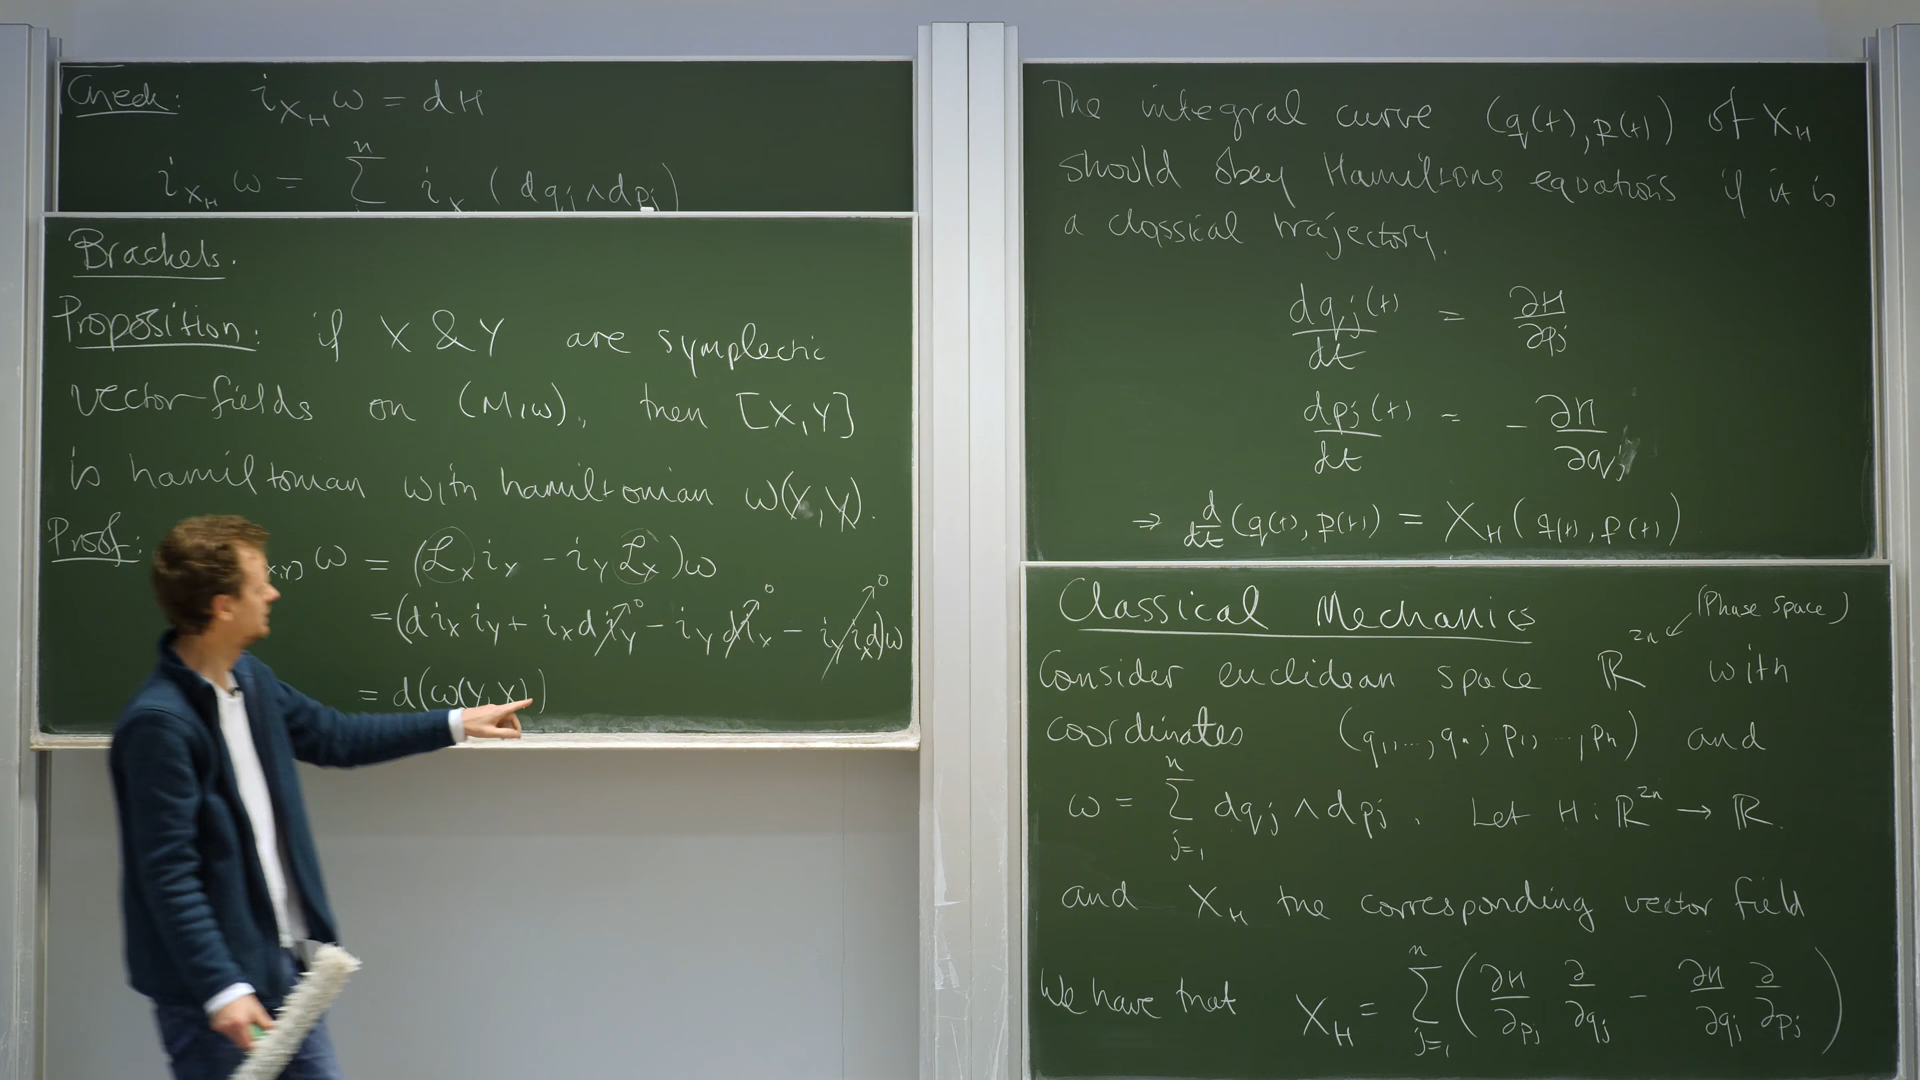 Check: i_{X_H} ω = dH
i_{X_H} ω = Σ^n i_X (dq_j ∧ dp_j)
Brackets.
Proposition: if X & Y are symplectic
vector-fields on (M,ω), then [X,Y]
is hamiltonian with hamiltonian ω(Y,X).
Proof: X,Y] ω = (ℒ_X i_Y - i_Y ℒ_X)ω
= (d i_X i_Y + i_X d i_Y^0 - i_Y d i_X^0 - i_Y i_X d^0)ω
= d(ω(Y,X))
The integral curve (q(t), p(t)) of X_H
should obey Hamiltons equations if it is
a classical trajectory.
dq_j(t)/dt = ∂H/∂p_j
dp_j(t)/dt = - ∂H/∂q_j
⇒ d/dt (q(t), p(t)) = X_H (q(t), p(t))
Classical Mechanics (Phase Space)
Consider euclidean space ℝ^{2n} with
coordinates (q_1, ..., q_n; p_1, ..., p_n) and
ω = Σ_{j=1}^n dq_j ∧ dp_j. Let H: ℝ^{2n} → ℝ.
and X_H the corresponding vector field
We have that X_H = Σ_{j=1}^n (∂H/∂p_j ∂/∂q_j - ∂H/∂q_j ∂/∂p_j)